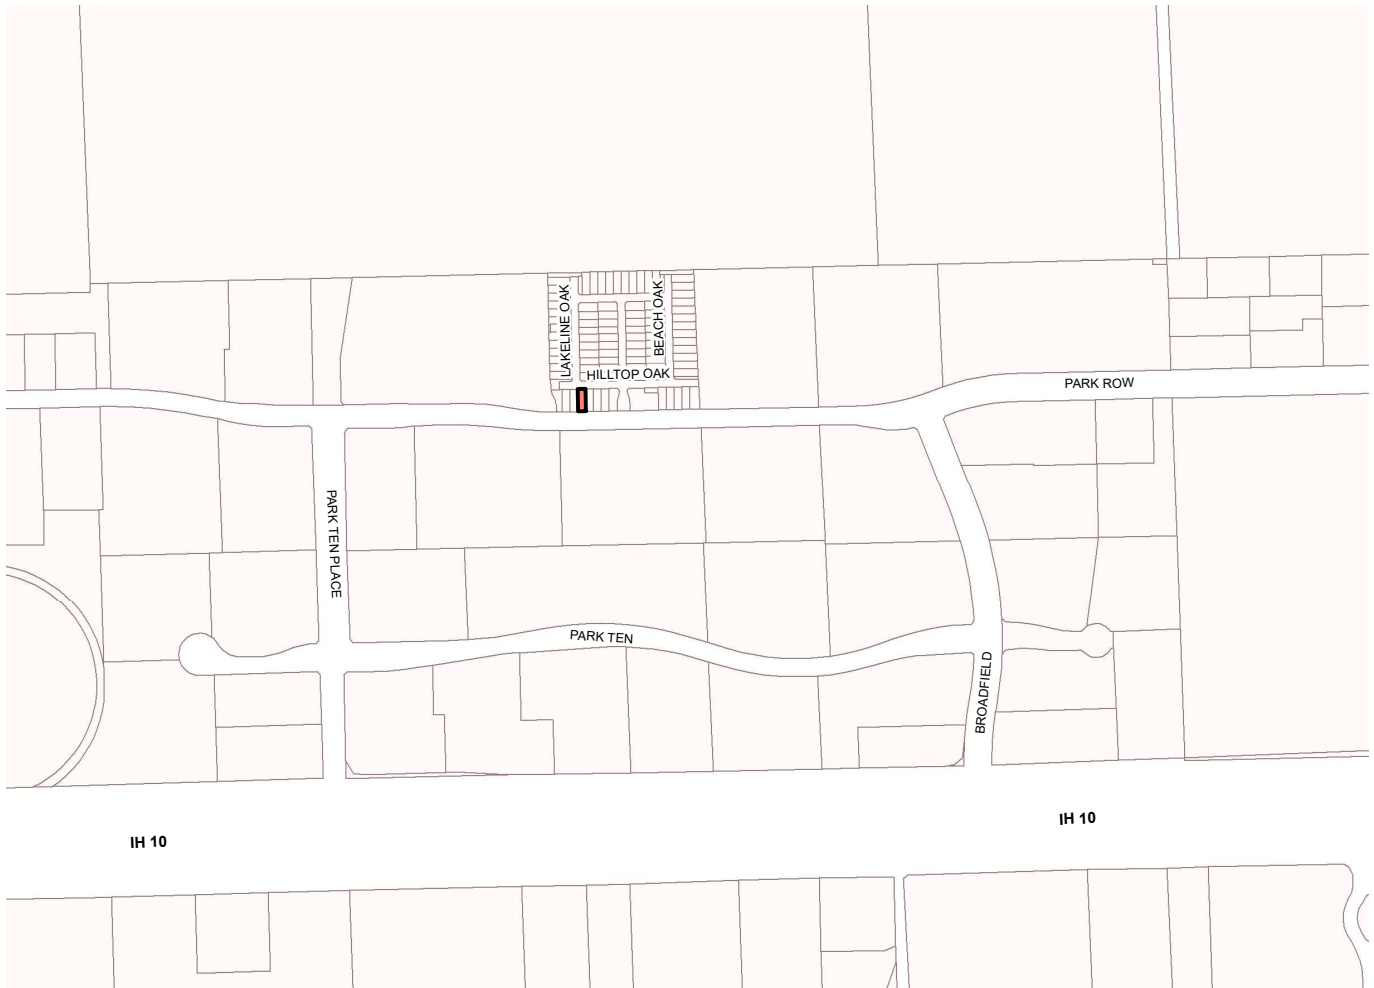 LAKELINE OAK
BEACH OAK
HILLTOP OAK
PARK ROW
PARK TEN PLACE
PARK TEN
BROADFIELD
IH 10
IH 10